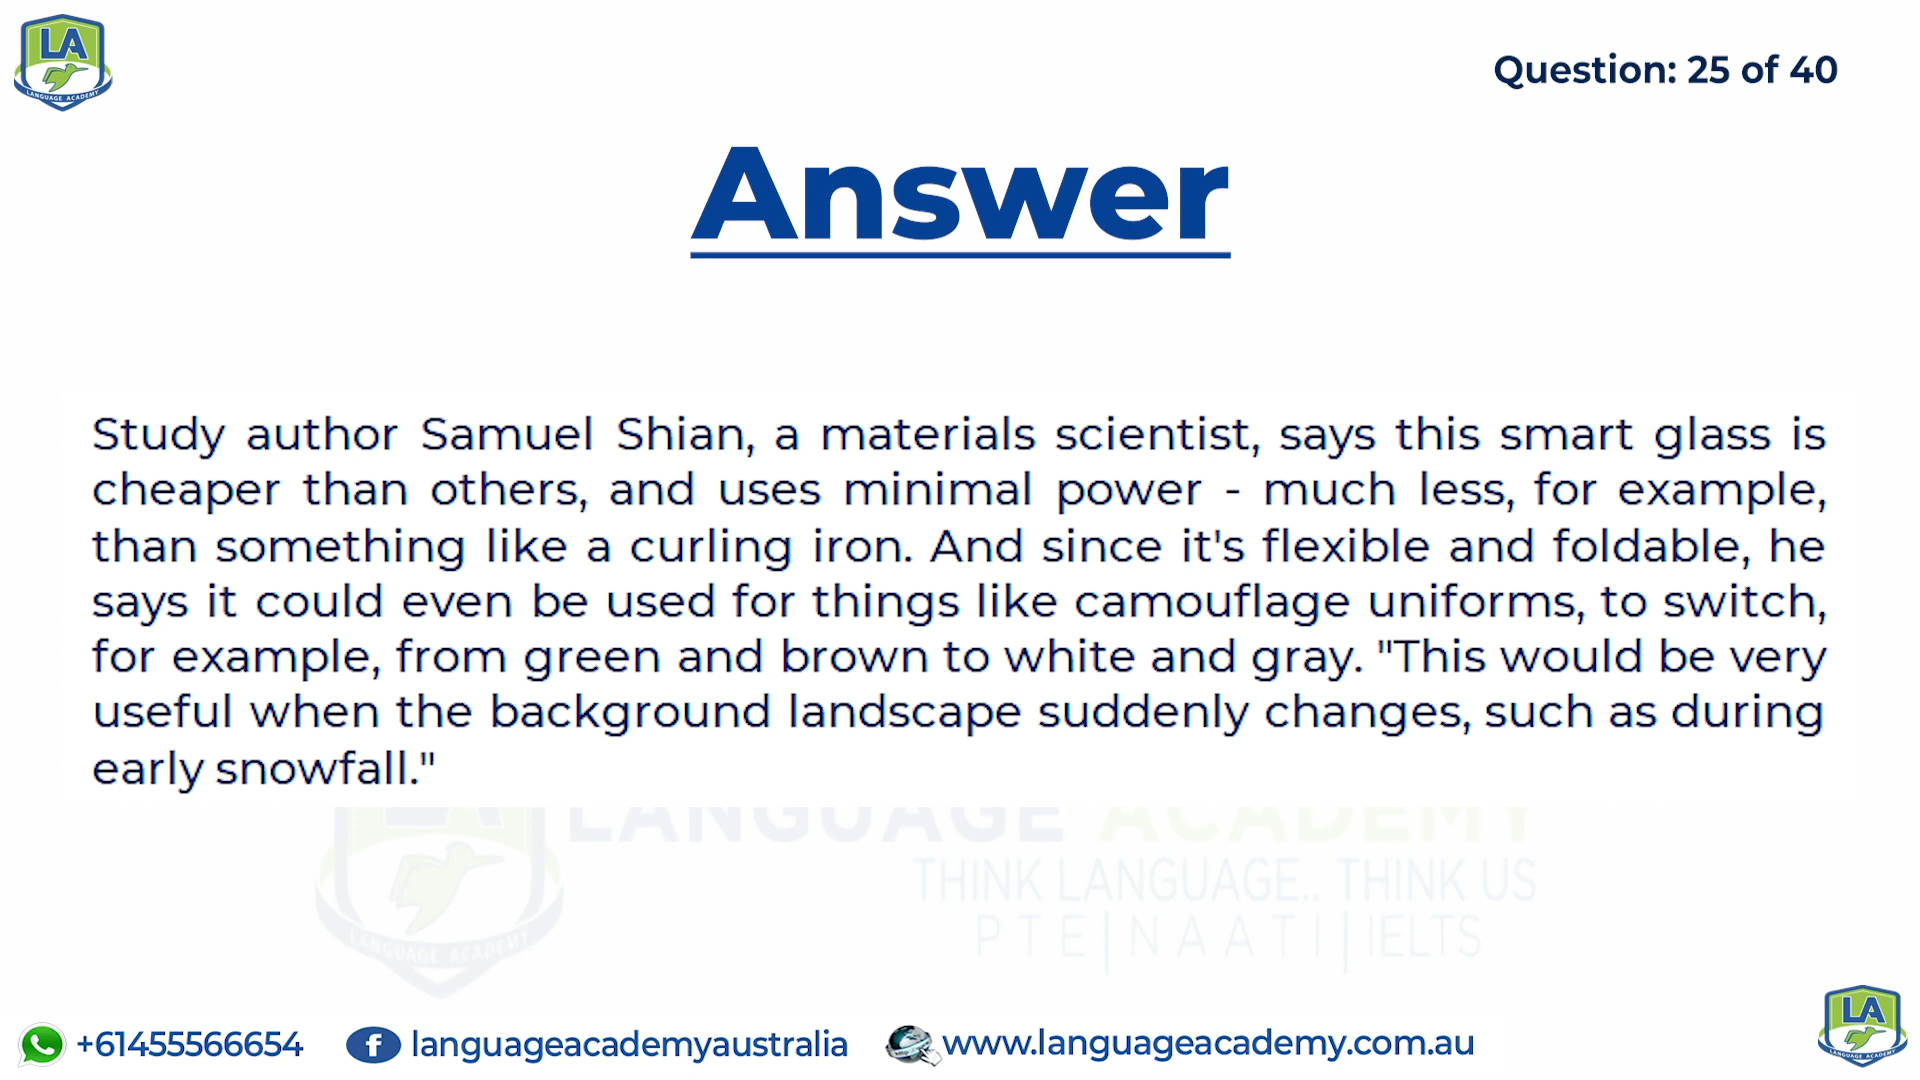 LA
LANGUAGE ACADEMY
Question: 25 of 40
Answer
Study author Samuel Shian, a materials scientist, says this smart glass is
cheaper than others, and uses minimal power - much less, for example,
than something like a curling iron. And since it's flexible and foldable, he
says it could even be used for things like camouflage uniforms, to switch,
for example, from green and brown to white and gray. "This would be very
useful when the background landscape suddenly changes, such as during
early snowfall."
LANGUAGE ACADEMY
THINK LANGUAGE.. THINK US
PTE|NAATI|IELTS
LANGUAGE ACADEMY
+61455566654
f languageacademyaustralia
www.languageacademy.com.au
LA
LANGUAGE ACADEMY